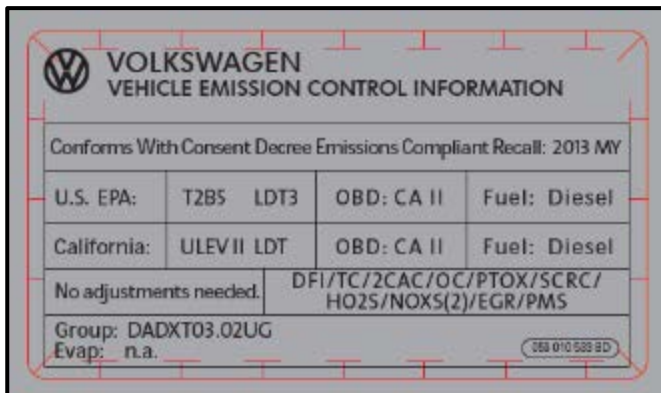 VOLKSWAGEN
VEHICLE EMISSION CONTROL INFORMATION
Conforms With Consent Decree Emissions Compliant Recall: 2013 MY
U.S. EPA: T2B5 LDT3 OBD: CA II Fuel: Diesel
California: ULEV II LDT OBD: CA II Fuel: Diesel
No adjustments needed. DFI/TC/2CAC/OC/PTOX/SCRC/
HO2S/NOXS(2)/EGR/PMS
Group: DADXT03.02UG
Evap: n.a.